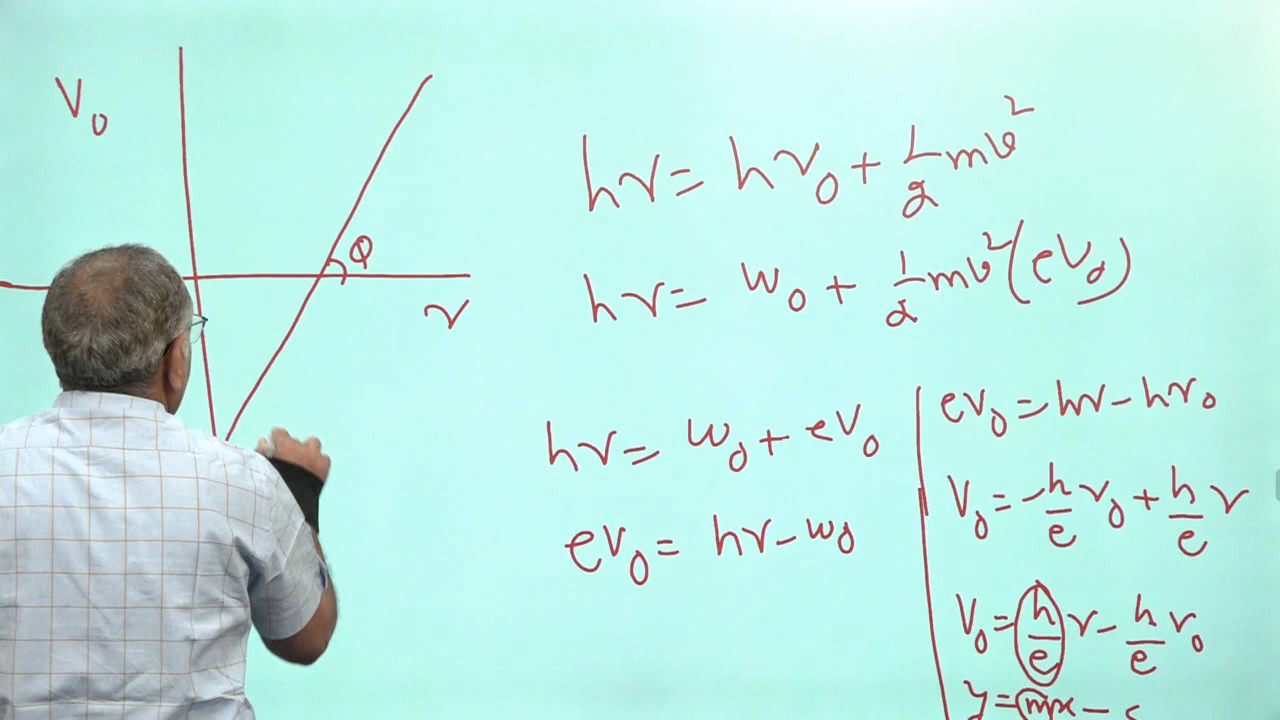 V₀
φ
ν
hν = hν₀ + 1/2 mv²
hν = w₀ + 1/2 mv² (eV₀)
hν = w₀ + eV₀
eV₀ = hν - w₀
eV₀ = hν - hν₀
V₀ = -h/e ν₀ + h/e ν
V₀ = h/e ν - h/e ν₀
y = mx - c